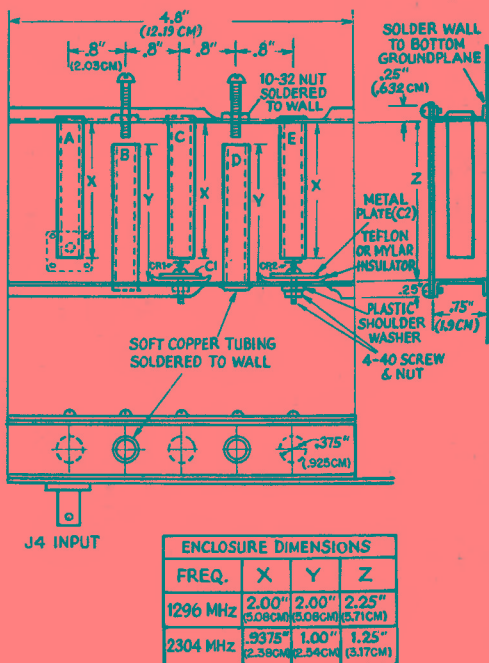 4.8"
(12.19 CM)
.8" .8" .8" .8"
(2.03CM)
10-32 NUT
SOLDERED
TO WALL
SOLDER WALL
TO BOTTOM
GROUNDPLANE
.25"
(.632CM)
A B C D E
X Y X Y X Z
CR1 C1 CR2
METAL
PLATE(C2)
TEFLON
OR MYLAR
INSULATOR
.25"
.75"
(1.9CM)
PLASTIC
SHOULDER
WASHER
4-40 SCREW
& NUT
SOFT COPPER TUBING
SOLDERED TO WALL
.375"
(.925CM)
J4 INPUT
ENCLOSURE DIMENSIONS
FREQ. X Y Z
1296 MHz 2.00" 2.00" 2.25"
(5.08CM) (5.08CM) (5.71CM)
2304 MHz .9375" 1.00" 1.25"
(2.38CM) (2.54CM) (3.17CM)